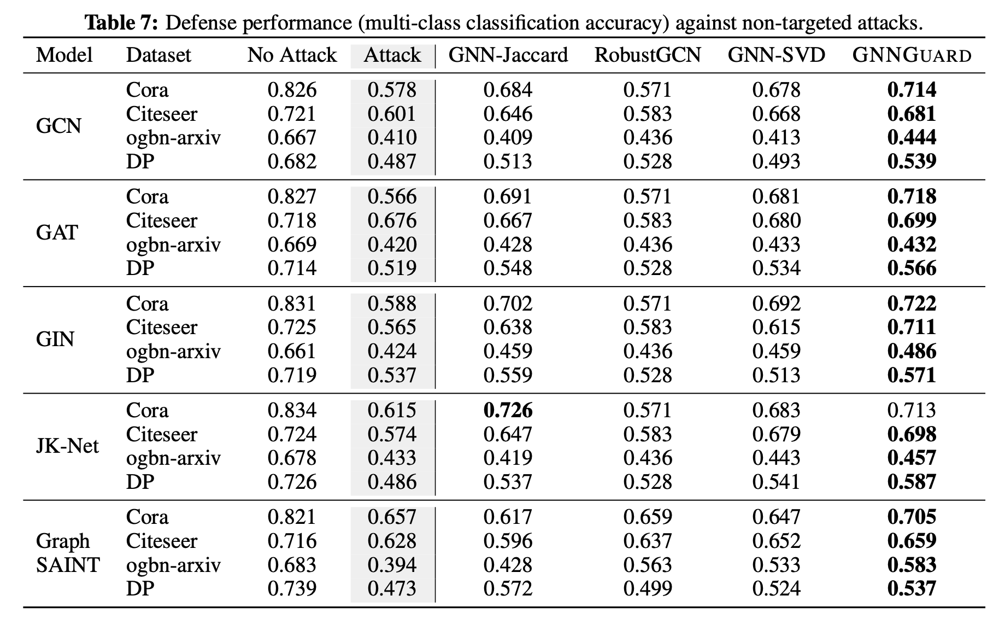 Table 7: Defense performance (multi-class classification accuracy) against non-targeted attacks.
Model Dataset No Attack Attack GNN-Jaccard RobustGCN GNN-SVD GNNGUARD
GCN
Cora 0.826 0.578 0.684 0.571 0.678 0.714
Citeseer 0.721 0.601 0.646 0.583 0.668 0.681
ogbn-arxiv 0.667 0.410 0.409 0.436 0.413 0.444
DP 0.682 0.487 0.513 0.528 0.493 0.539
GAT
Cora 0.827 0.566 0.691 0.571 0.681 0.718
Citeseer 0.718 0.676 0.667 0.583 0.680 0.699
ogbn-arxiv 0.669 0.420 0.428 0.436 0.433 0.432
DP 0.714 0.519 0.548 0.528 0.534 0.566
GIN
Cora 0.831 0.588 0.702 0.571 0.692 0.722
Citeseer 0.725 0.565 0.638 0.583 0.615 0.711
ogbn-arxiv 0.661 0.424 0.459 0.436 0.459 0.486
DP 0.719 0.537 0.559 0.528 0.513 0.571
JK-Net
Cora 0.834 0.615 0.726 0.571 0.683 0.713
Citeseer 0.724 0.574 0.647 0.583 0.679 0.698
ogbn-arxiv 0.678 0.433 0.419 0.436 0.443 0.457
DP 0.726 0.486 0.537 0.528 0.541 0.587
Graph
SAINT
Cora 0.821 0.657 0.617 0.659 0.647 0.705
Citeseer 0.716 0.628 0.596 0.637 0.652 0.659
ogbn-arxiv 0.683 0.394 0.428 0.563 0.533 0.583
DP 0.739 0.473 0.572 0.499 0.524 0.537